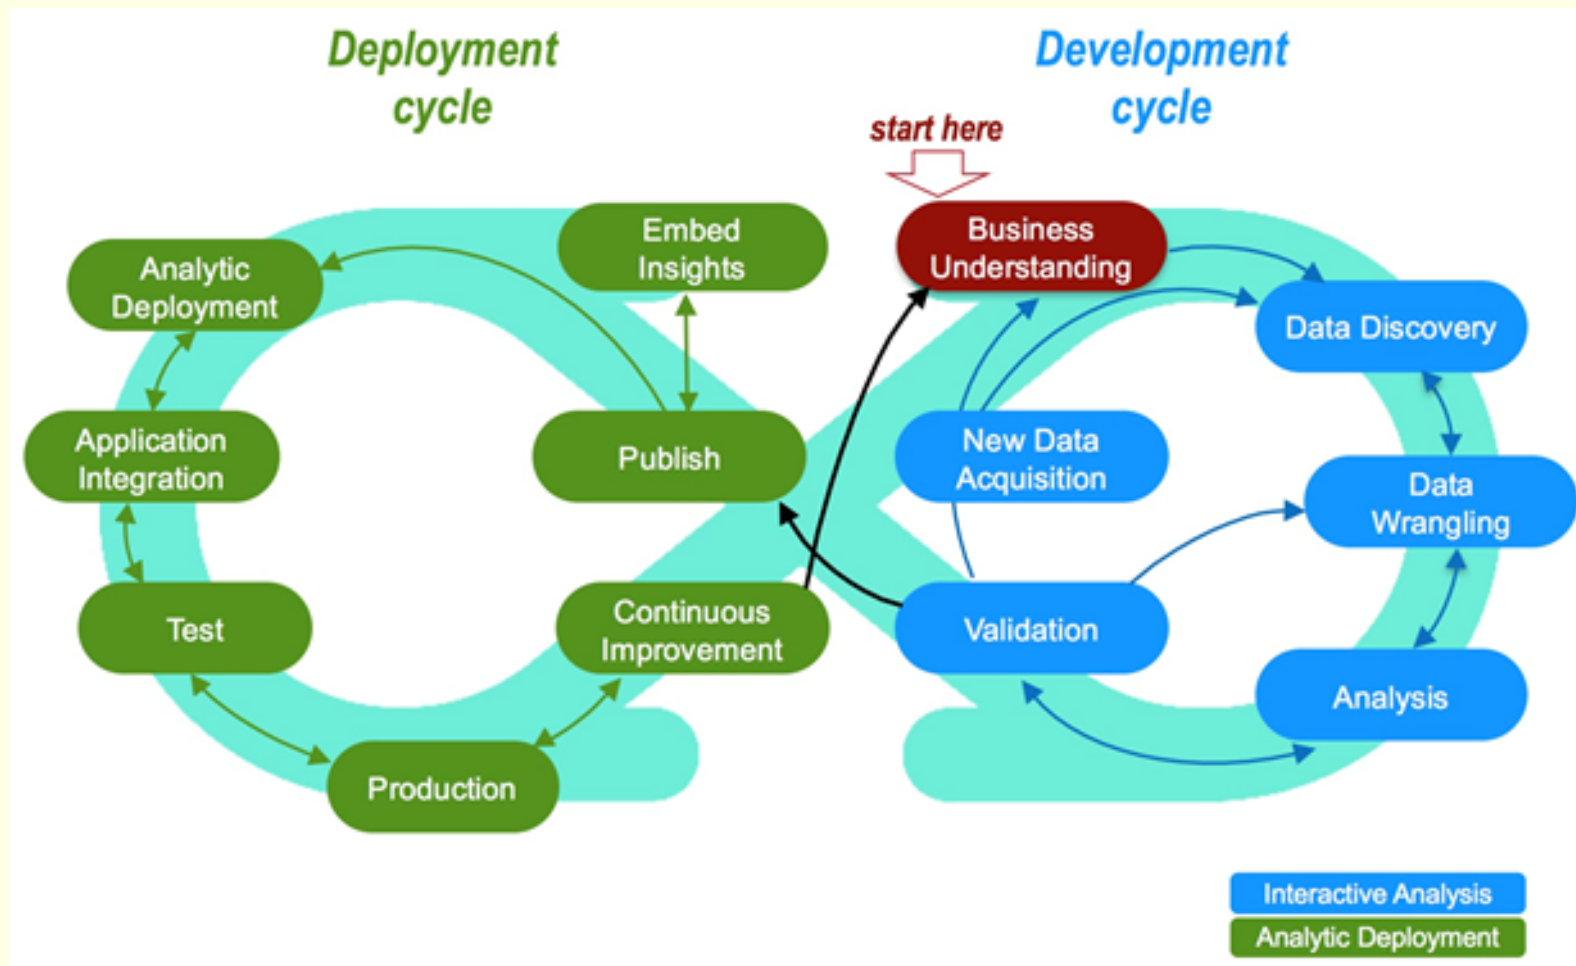 Deployment
cycle
Development
cycle
start here
Embed
Insights
Business
Understanding
Analytic
Deployment
Data Discovery
Application
Integration
Publish
New Data
Acquisition
Data
Wrangling
Test
Continuous
Improvement
Validation
Analysis
Production
Interactive Analysis
Analytic Deployment